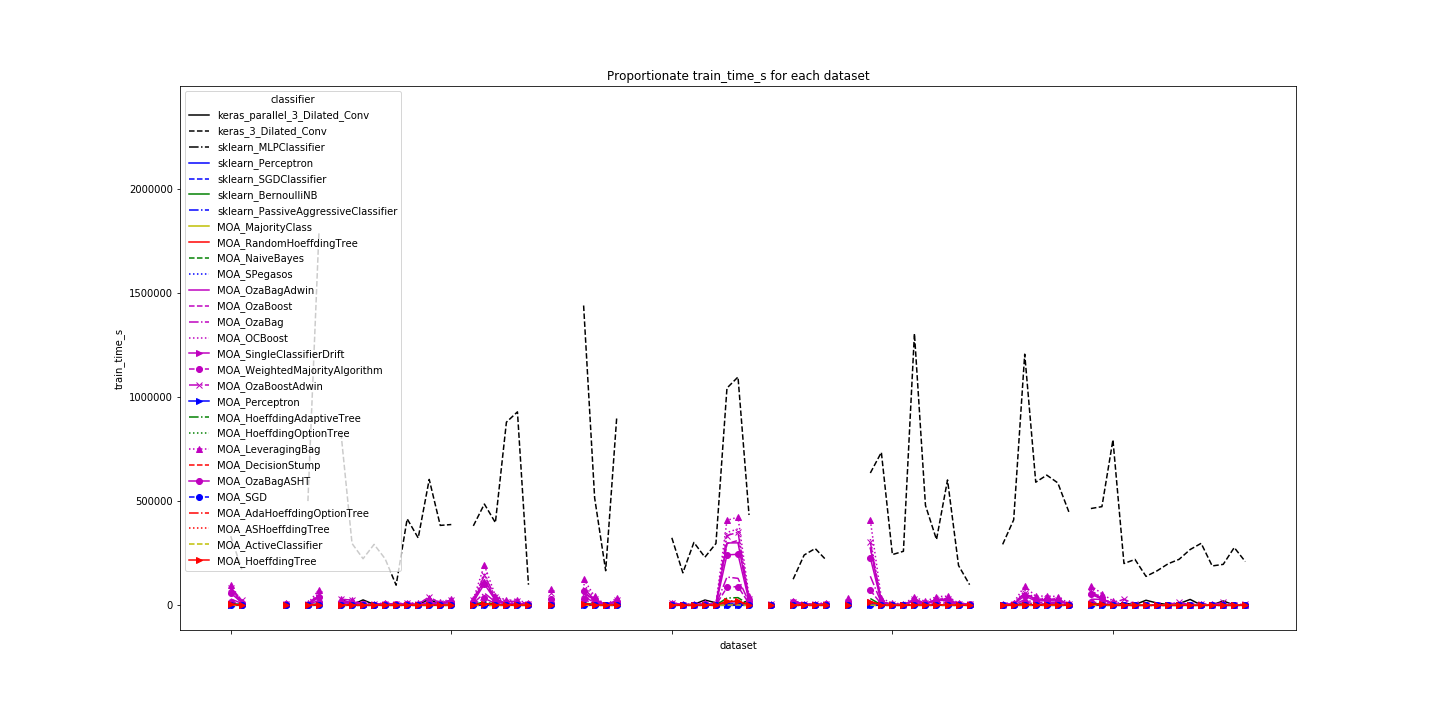 Proportionate train_time_s for each dataset
classifier
keras_parallel_3_Dilated_Conv
keras_3_Dilated_Conv
sklearn_MLPClassifier
sklearn_Perceptron
sklearn_SGDClassifier
sklearn_BernoulliNB
sklearn_PassiveAggressiveClassifier
MOA_MajorityClass
MOA_RandomHoeffdingTree
MOA_NaiveBayes
MOA_SPegasos
MOA_OzaBagAdwin
MOA_OzaBoost
MOA_OzaBag
MOA_OCBoost
MOA_SingleClassifierDrift
MOA_WeightedMajorityAlgorithm
MOA_OzaBoostAdwin
MOA_Perceptron
MOA_HoeffdingAdaptiveTree
MOA_HoeffdingOptionTree
MOA_LeveragingBag
MOA_DecisionStump
MOA_OzaBagASHT
MOA_SGD
MOA_AdaHoeffdingOptionTree
MOA_ASHoeffdingTree
MOA_ActiveClassifier
MOA_HoeffdingTree
2000000
1500000
1000000
500000
0
train_time_s
dataset